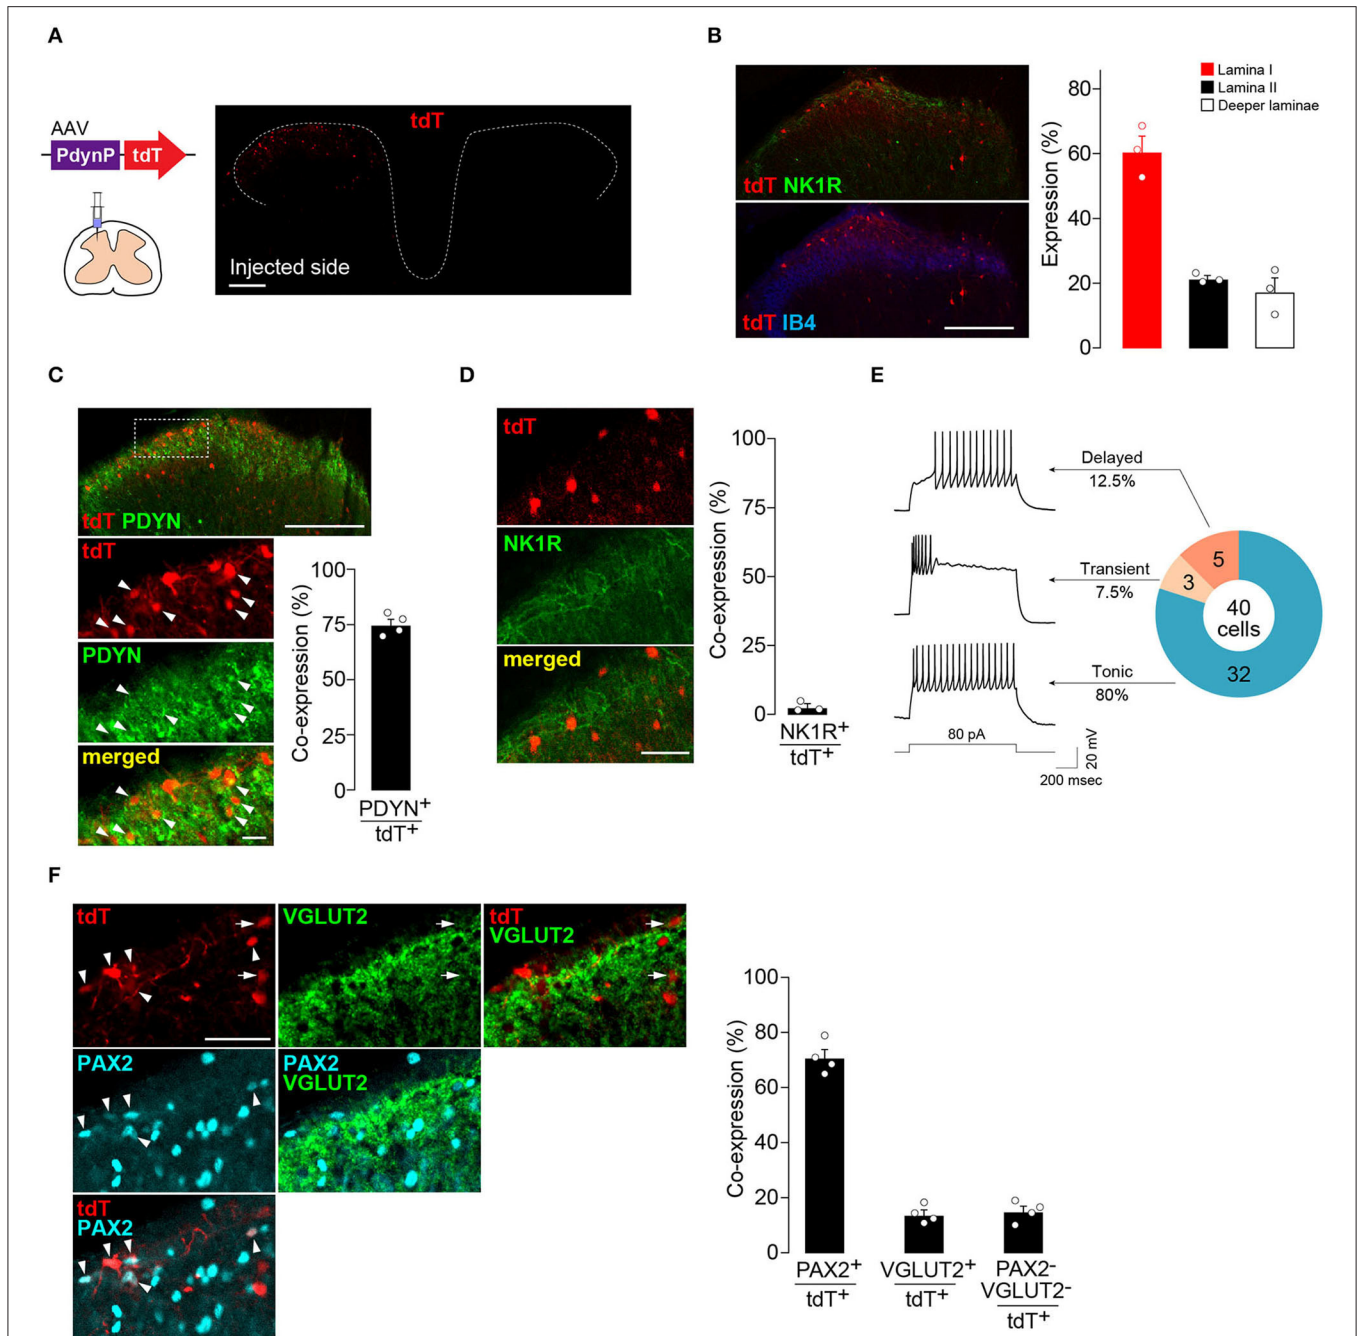 A
AAV
PdynP tdT
tdT
Injected side
B
tdT NK1R
tdT IB4
Expression (%)
80
60
40
20
0
Lamina I
Lamina II
Deeper laminae
C
tdT PDYN
tdT
PDYN
merged
Co-expression (%)
100
75
50
25
0
PDYN+
tdT+
D
tdT
NK1R
merged
Co-expression (%)
100
75
50
25
0
NK1R+
tdT+
E
Delayed
12.5%
Transient
7.5%
Tonic
80%
5
3
40
cells
32
80 pA
20 mV
200 msec
F
tdT
VGLUT2
tdT
VGLUT2
PAX2
PAX2
VGLUT2
tdT
PAX2
Co-expression (%)
100
80
60
40
20
0
PAX2+
tdT+
VGLUT2+
tdT+
PAX2-
VGLUT2-
tdT+